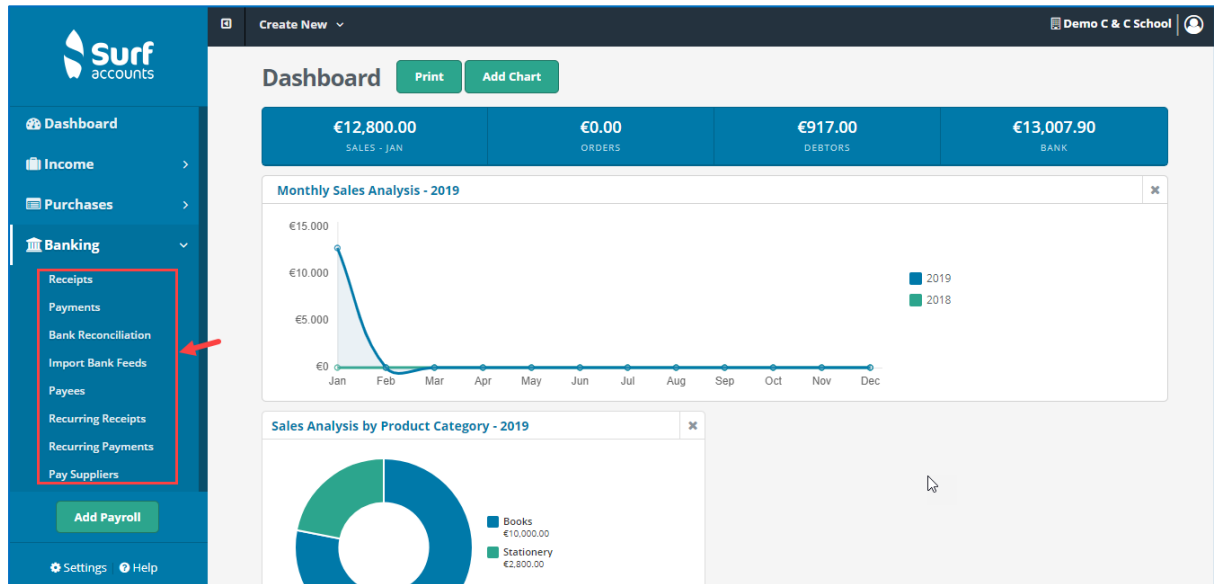 Surf
accounts
Create New
Demo C & C School
Dashboard
Income
Purchases
Banking
Receipts
Payments
Bank Reconciliation
Import Bank Feeds
Payees
Recurring Receipts
Recurring Payments
Pay Suppliers
Add Payroll
Settings
Help
Dashboard
Print
Add Chart
€12,800.00
SALES - JAN
€0.00
ORDERS
€917.00
DEBTORS
€13,007.90
BANK
Monthly Sales Analysis - 2019
€15.000
€10.000
€5.000
€0
Jan Feb Mar Apr May Jun Jul Aug Sep Oct Nov Dec
2019
2018
Sales Analysis by Product Category - 2019
Books
€10,000.00
Stationery
€2,800.00